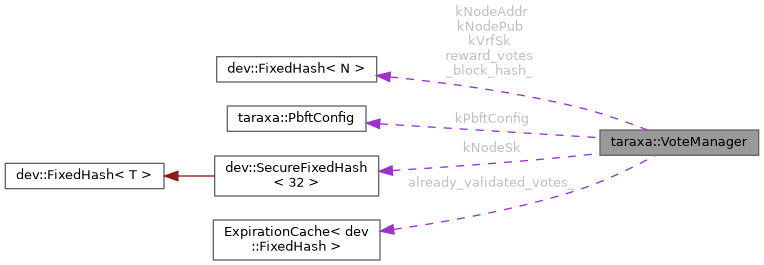 kNodeAddr
kNodePub
kVrfSk
reward_votes
_block_hash_
dev::FixedHash< N >
kPbftConfig
taraxa::PbftConfig
taraxa::VoteManager
kNodeSk
dev::FixedHash< T >
dev::SecureFixedHash
< 32 >
already_validated_votes_
ExpirationCache< dev
::FixedHash >